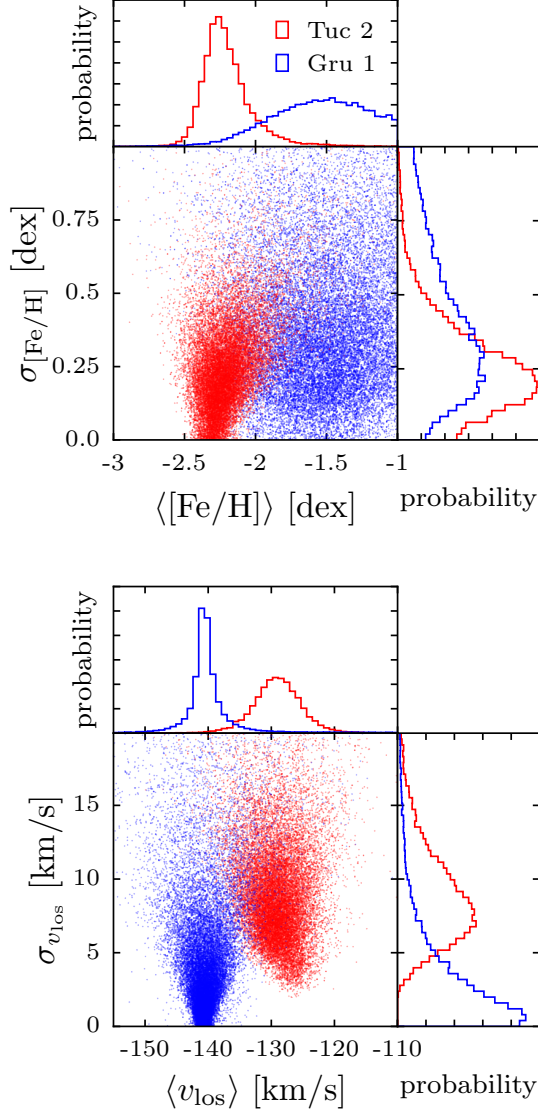 probability
Tuc 2
Gru 1
σ[Fe/H] [dex]
0.75
0.5
0.25
0.0
-3 -2.5 -2 -1.5 -1
⟨[Fe/H]⟩ [dex]
probability
probability
σvlos [km/s]
15
10
5
0
-150 -140 -130 -120 -110
⟨vlos⟩ [km/s]
probability